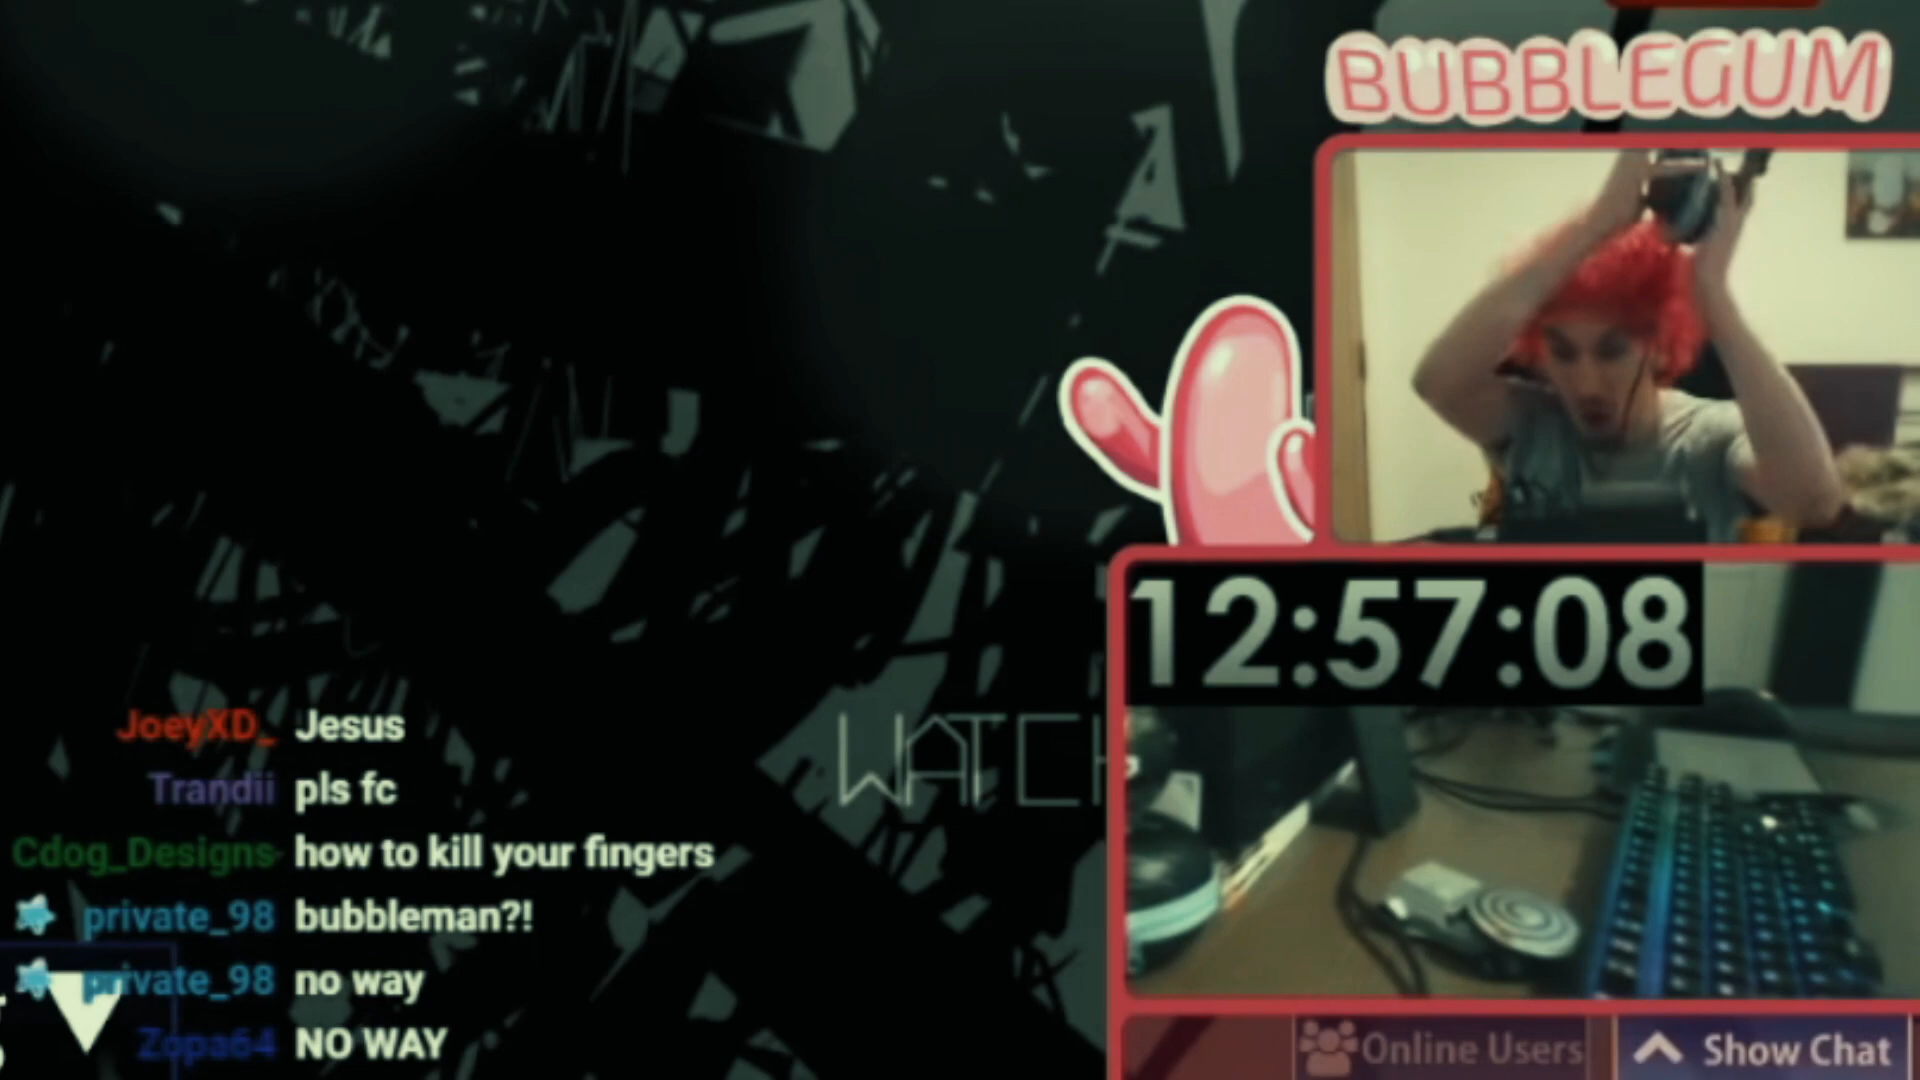 BUBBLEGUM
12:57:08
WATCH
JoeyXD_ Jesus
Trandii pls fc
Cdog_Designs- how to kill your fingers
private_98 bubbleman?!
private_98 no way
Zopa64 NO WAY
Online Users
Show Chat